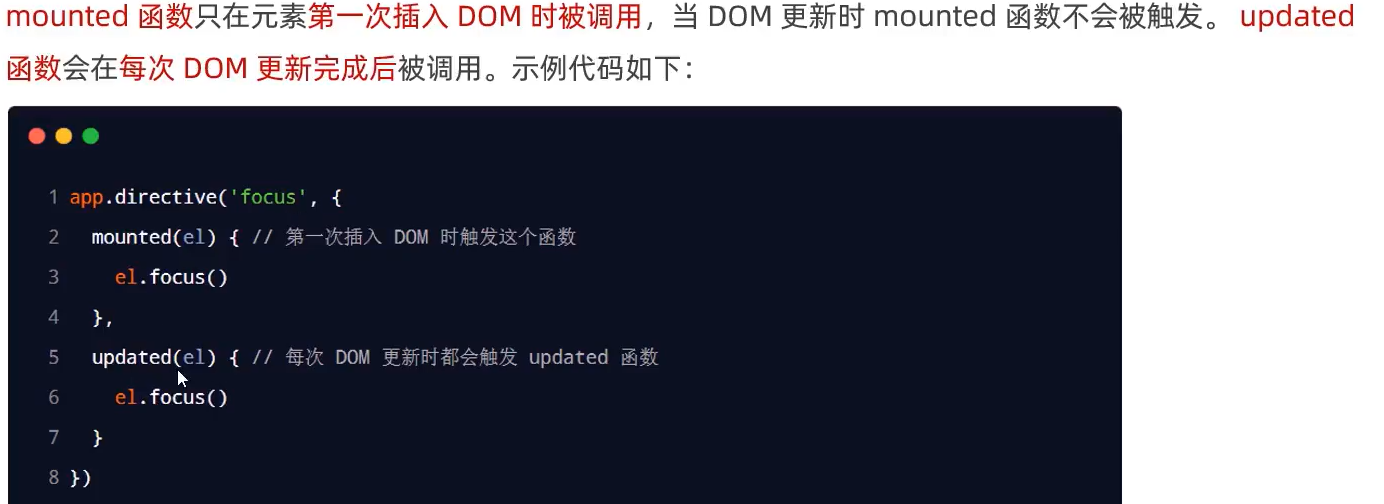 mounted 函数只在元素第一次插入 DOM 时被调用，当 DOM 更新时 mounted 函数不会被触发。 updated
函数会在每次 DOM 更新完成后被调用。示例代码如下：
1 app.directive('focus', {
2   mounted(el) { // 第一次插入 DOM 时触发这个函数
3     el.focus()
4   },
5   updated(el) { // 每次 DOM 更新时都会触发 updated 函数
6     el.focus()
7   }
8 })